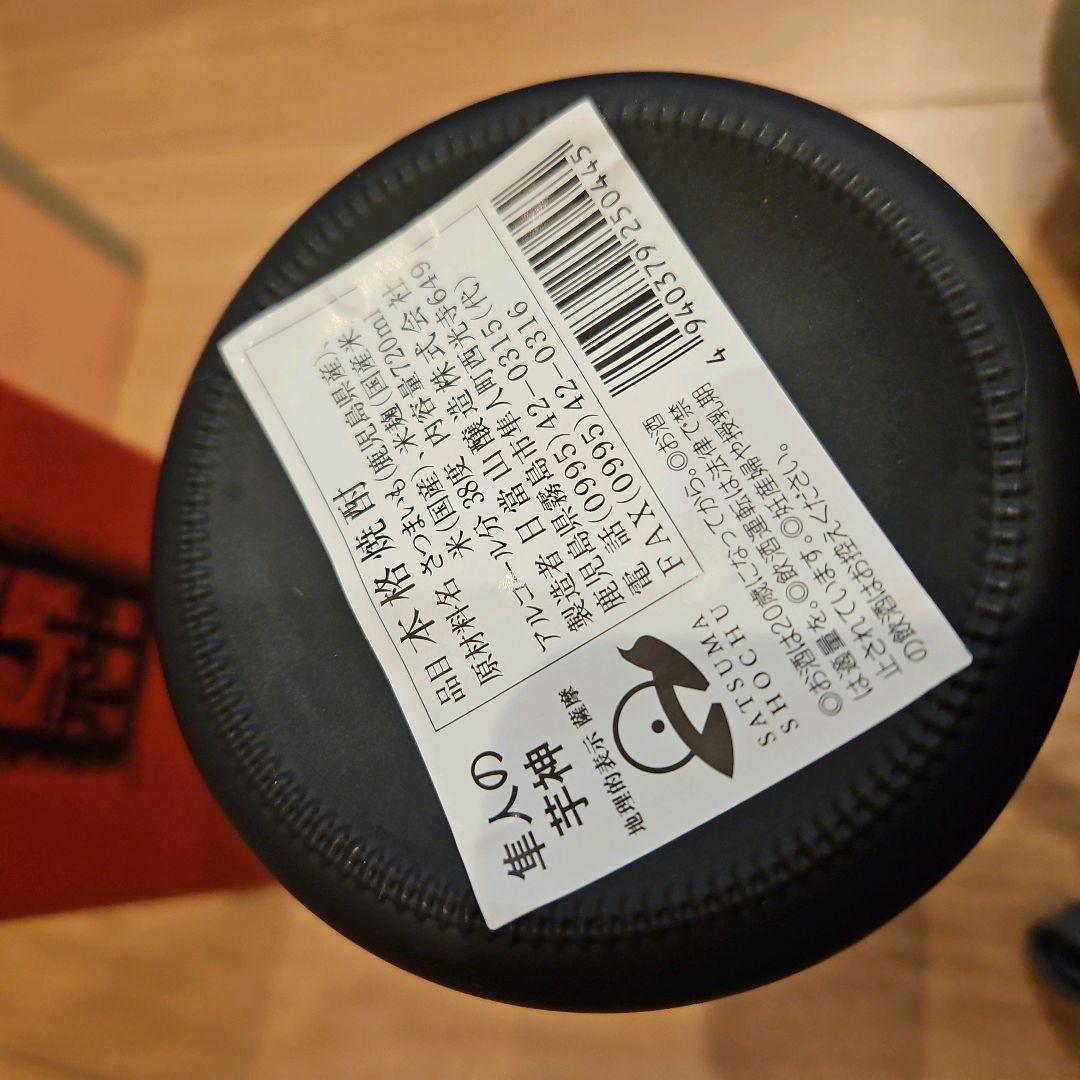 隼人の
芋神
地理的表示 薩摩
SATSUMA
SHOCHU
品目 本格焼酎
原材料名 さつまいも(鹿児島県産)、
米(国産)、米麹(国産米)
アルコール分 38度 内容量720ml
製造者 日當山醸造株式会社
鹿児島県霧島市隼人町西光寺649
電 話(0995)42-0315(代)
FAX(0995)42-0316
4940379250445
◎お酒は20歳になってから。◎お酒
は適量を。◎飲酒運転は法律で禁
止されています。◎妊産婦や授乳期
の飲酒はお控えください。